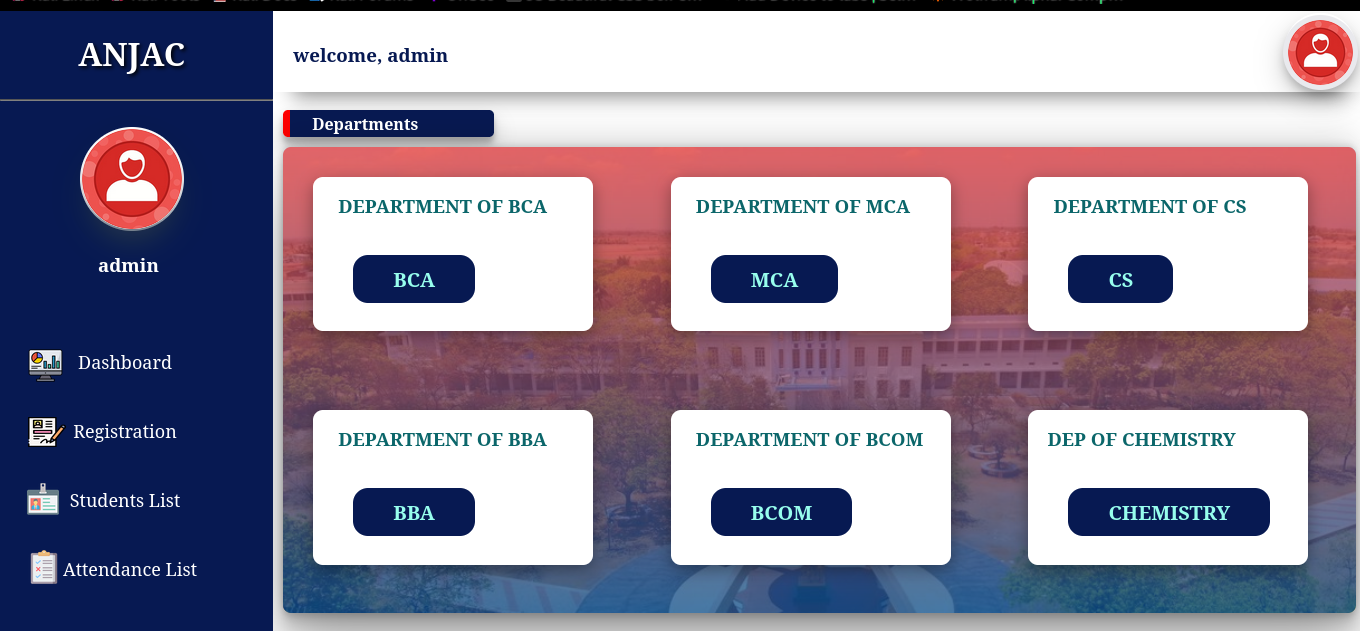 ANJAC
welcome, admin
Departments
admin
Dashboard
Registration
Students List
Attendance List
DEPARTMENT OF BCA
BCA
DEPARTMENT OF MCA
MCA
DEPARTMENT OF CS
CS
DEPARTMENT OF BBA
BBA
DEPARTMENT OF BCOM
BCOM
DEP OF CHEMISTRY
CHEMISTRY